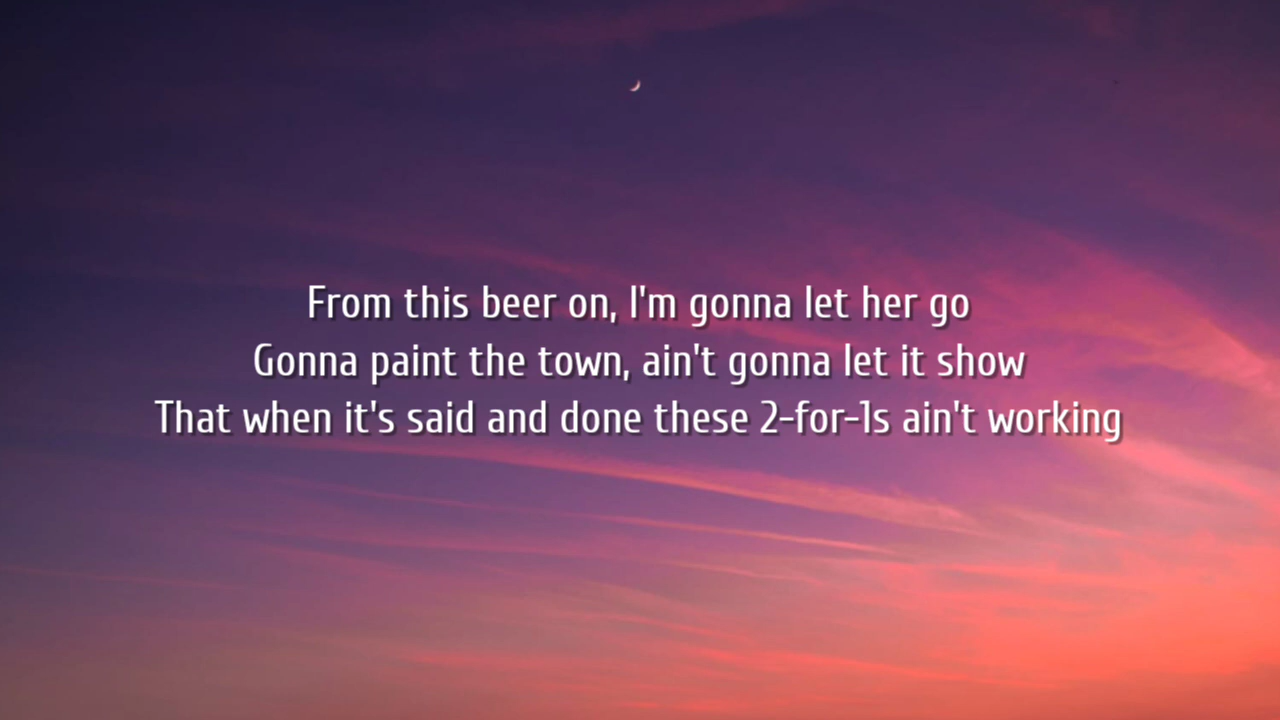 From this beer on, I'm gonna let her go
Gonna paint the town, ain't gonna let it show
That when it's said and done these 2-for-1s ain't working